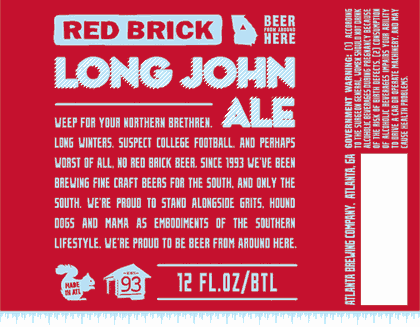 RED BRICK
BEER
FROM AROUND
HERE
LONG JOHN
ALE
WEEP FOR YOUR NORTHERN BRETHREN.
LONG WINTERS, SUSPECT COLLEGE FOOTBALL, AND PERHAPS
WORST OF ALL, NO RED BRICK BEER. SINCE 1993 WE'VE BEEN
BREWING FINE CRAFT BEERS FOR THE SOUTH, AND ONLY THE
SOUTH. WE'RE PROUD TO STAND ALONGSIDE GRITS, HOUND
DOGS AND MAMA AS EMBODIMENTS OF THE SOUTHERN
LIFESTYLE. WE'RE PROUD TO BE BEER FROM AROUND HERE.
MADE
IN ATL
93
12 FL.OZ/BTL
ATLANTA BREWING COMPANY, ATLANTA, GA
GOVERNMENT WARNING: (1) ACCORDING
TO THE SURGEON GENERAL, WOMEN SHOULD NOT DRINK
ALCOHOLIC BEVERAGES DURING PREGNANCY BECAUSE
OF THE RISK OF BIRTH DEFECTS. (2) CONSUMPTION
OF ALCOHOLIC BEVERAGES IMPAIRS YOUR ABILITY
TO DRIVE A CAR OR OPERATE MACHINERY, AND MAY
CAUSE HEALTH PROBLEMS.